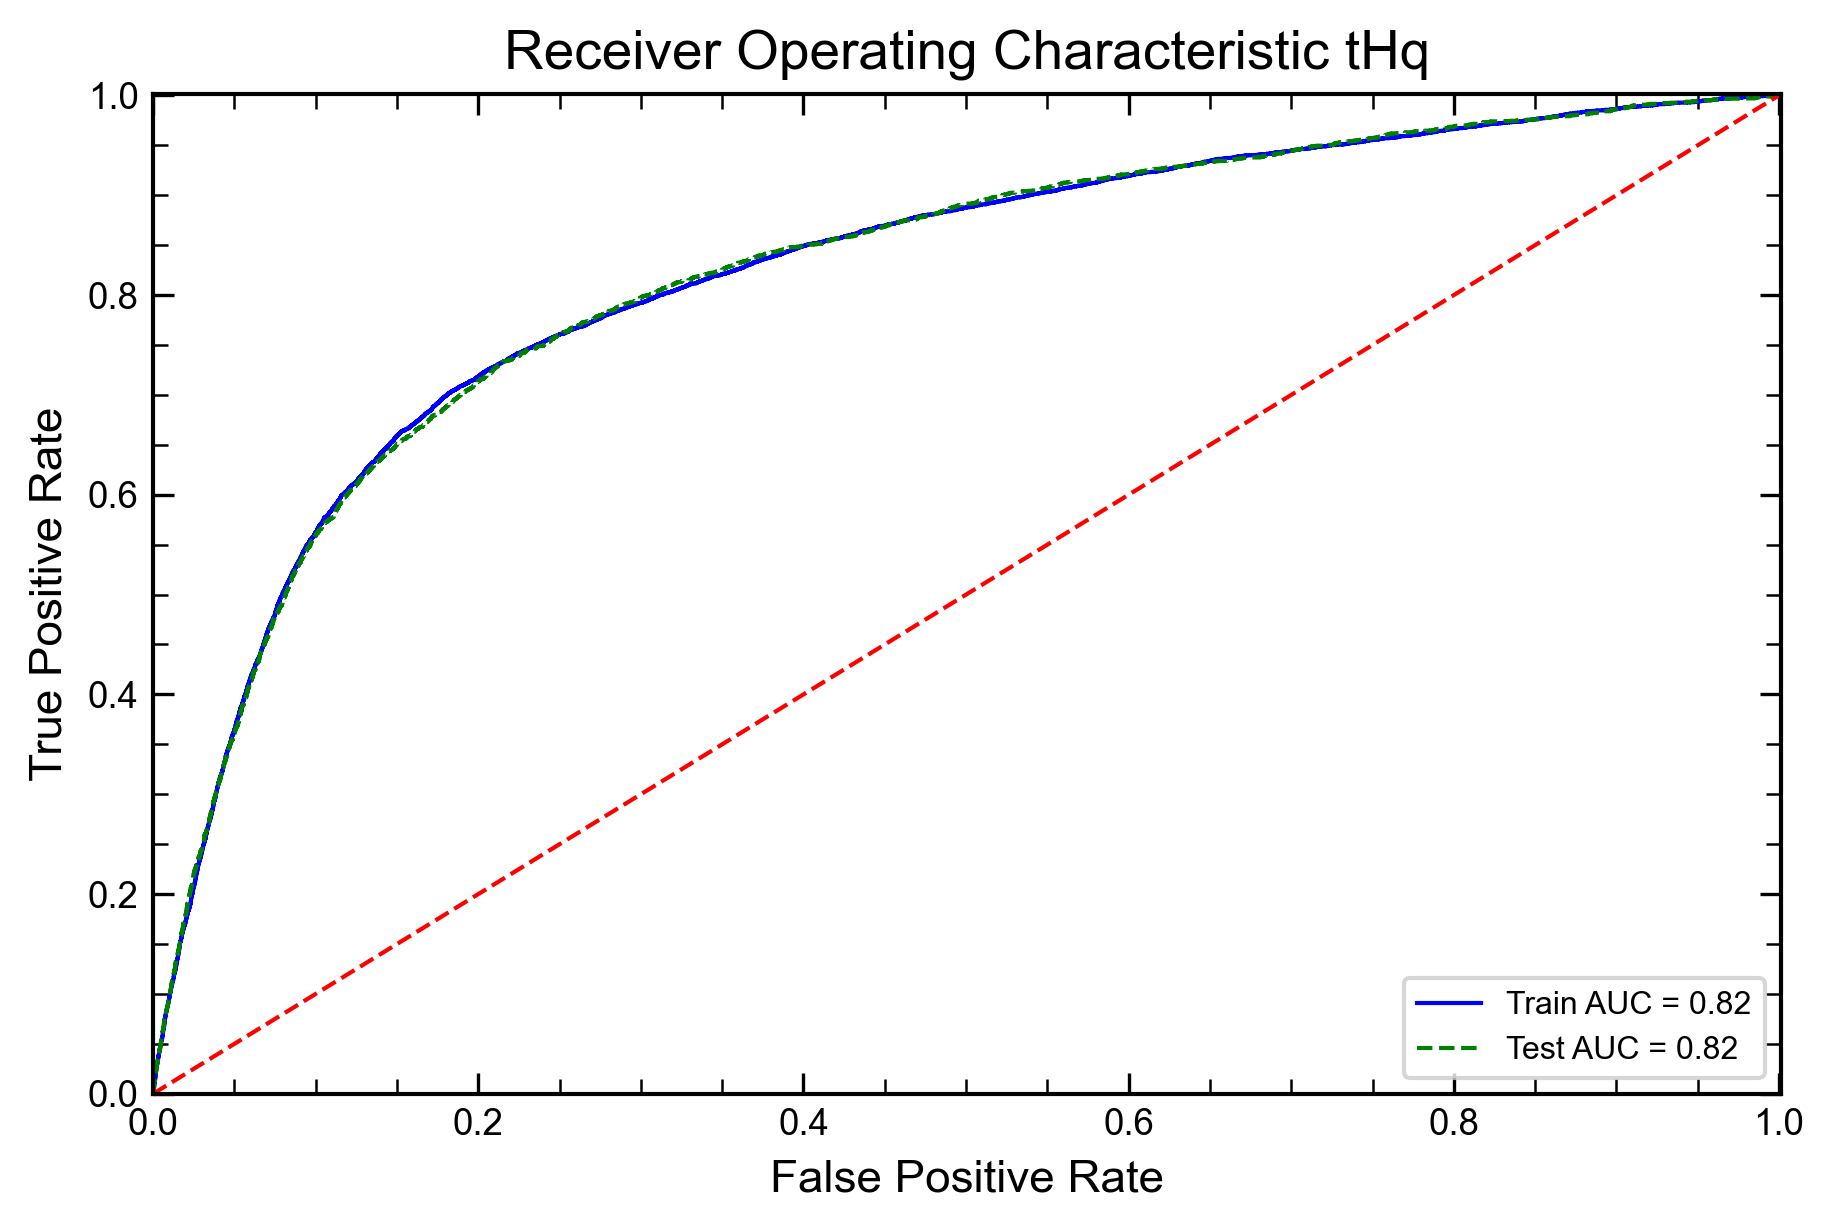 Receiver Operating Characteristic tHq
1.0
0.8
0.6
0.4
0.2
0.0
True Positive Rate
Train AUC = 0.82
Test AUC = 0.82
0.0 0.2 0.4 0.6 0.8 1.0
False Positive Rate